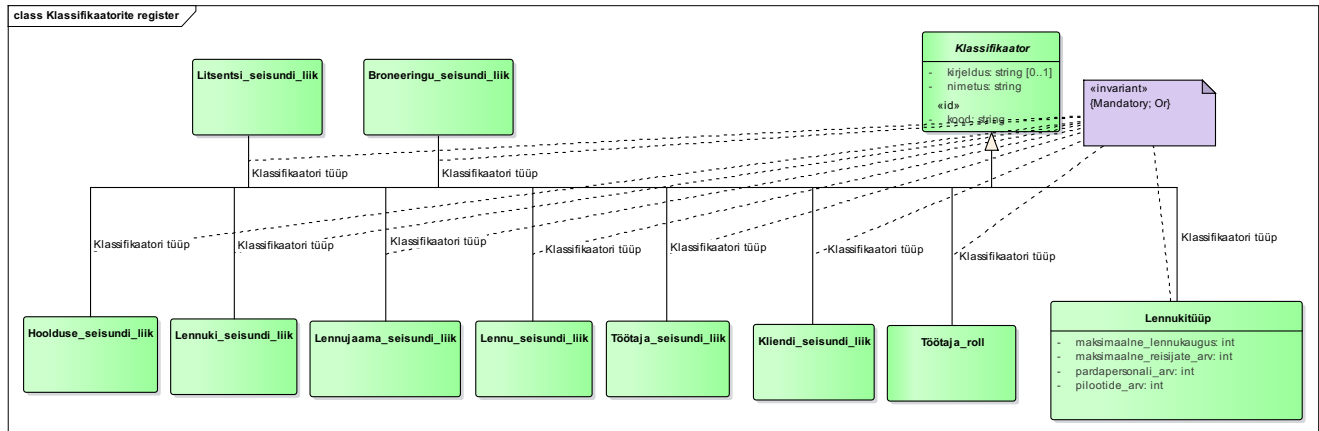 class Klassifikaatorite register
Litsentsi_seisundi_liik
Broneeringu_seisundi_liik
Klassifikaator
- kirjeldus: string [0..1]
- nimetus: string
«id»
- kood: string
«invariant»
{Mandatory; Or}
Klassifikaatori tüüp
Klassifikaatori tüüp
Klassifikaatori tüüp
Klassifikaatori tüüp
Klassifikaatori tüüp
Klassifikaatori tüüp
Klassifikaatori tüüp
Klassifikaatori tüüp
Klassifikaatori tüüp
Klassifikaatori tüüp
Hoolduse_seisundi_liik
Lennuki_seisundi_liik
Lennujaama_seisundi_liik
Lennu_seisundi_liik
Töötaja_seisundi_liik
Kliendi_seisundi_liik
Töötaja_roll
Lennukitüüp
- maksimaalne_lennukaugus: int
- maksimaalne_reisijate_arv: int
- pardapersonali_arv: int
- pilootide_arv: int